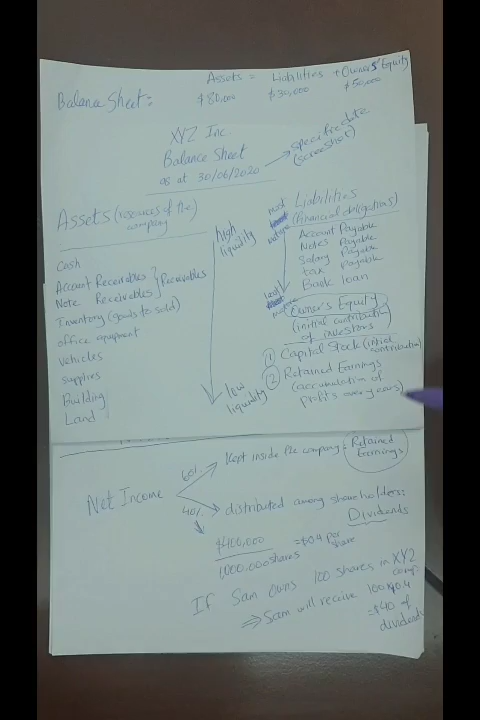 Assets = Liabilities + Owner's Equity
Balance Sheet: $80,000 $30,000 $50,000
XYZ Inc.
Balance Sheet
as at 30/06/2020
specific date
(screenshot)
Assets (resources of the
company)
Cash
Account Receivables
Note Receivables
Receivables
Inventory (goods to sold)
office equipment
vehicles
supplies
Building
Land
high
liquidity
low
liquidity
Liabilities
(financial obligations)
most
mature
Account Payable
Notes Payable
Salary Payable
tax Payable
Bank loan
least
mature
Owner's Equity
(initial contribution
of investors
1 Capital Stock (initial
contribution)
2 Retained Earnings
(accumulation of
profits over years)
Net Income
60%
Kept inside the company = Retained
Earnings
40%
distributed among shareholders:
Dividends
$400,000
1000.000 shares
= $0.4 per
share
If Sam owns 100 shares in XYZ
comp.
⇒ Sam will receive 100x0.4
= $40 of
dividends